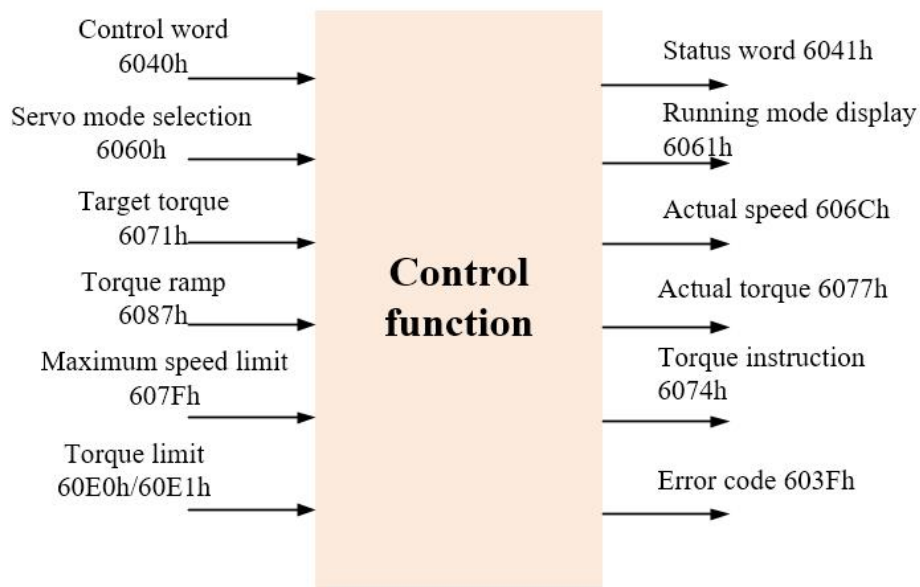 Control word
6040h
Servo mode selection
6060h
Target torque
6071h
Torque ramp
6087h
Maximum speed limit
607Fh
Torque limit
60E0h/60E1h
Control
function
Status word 6041h
Running mode display
6061h
Actual speed 606Ch
Actual torque 6077h
Torque instruction
6074h
Error code 603Fh